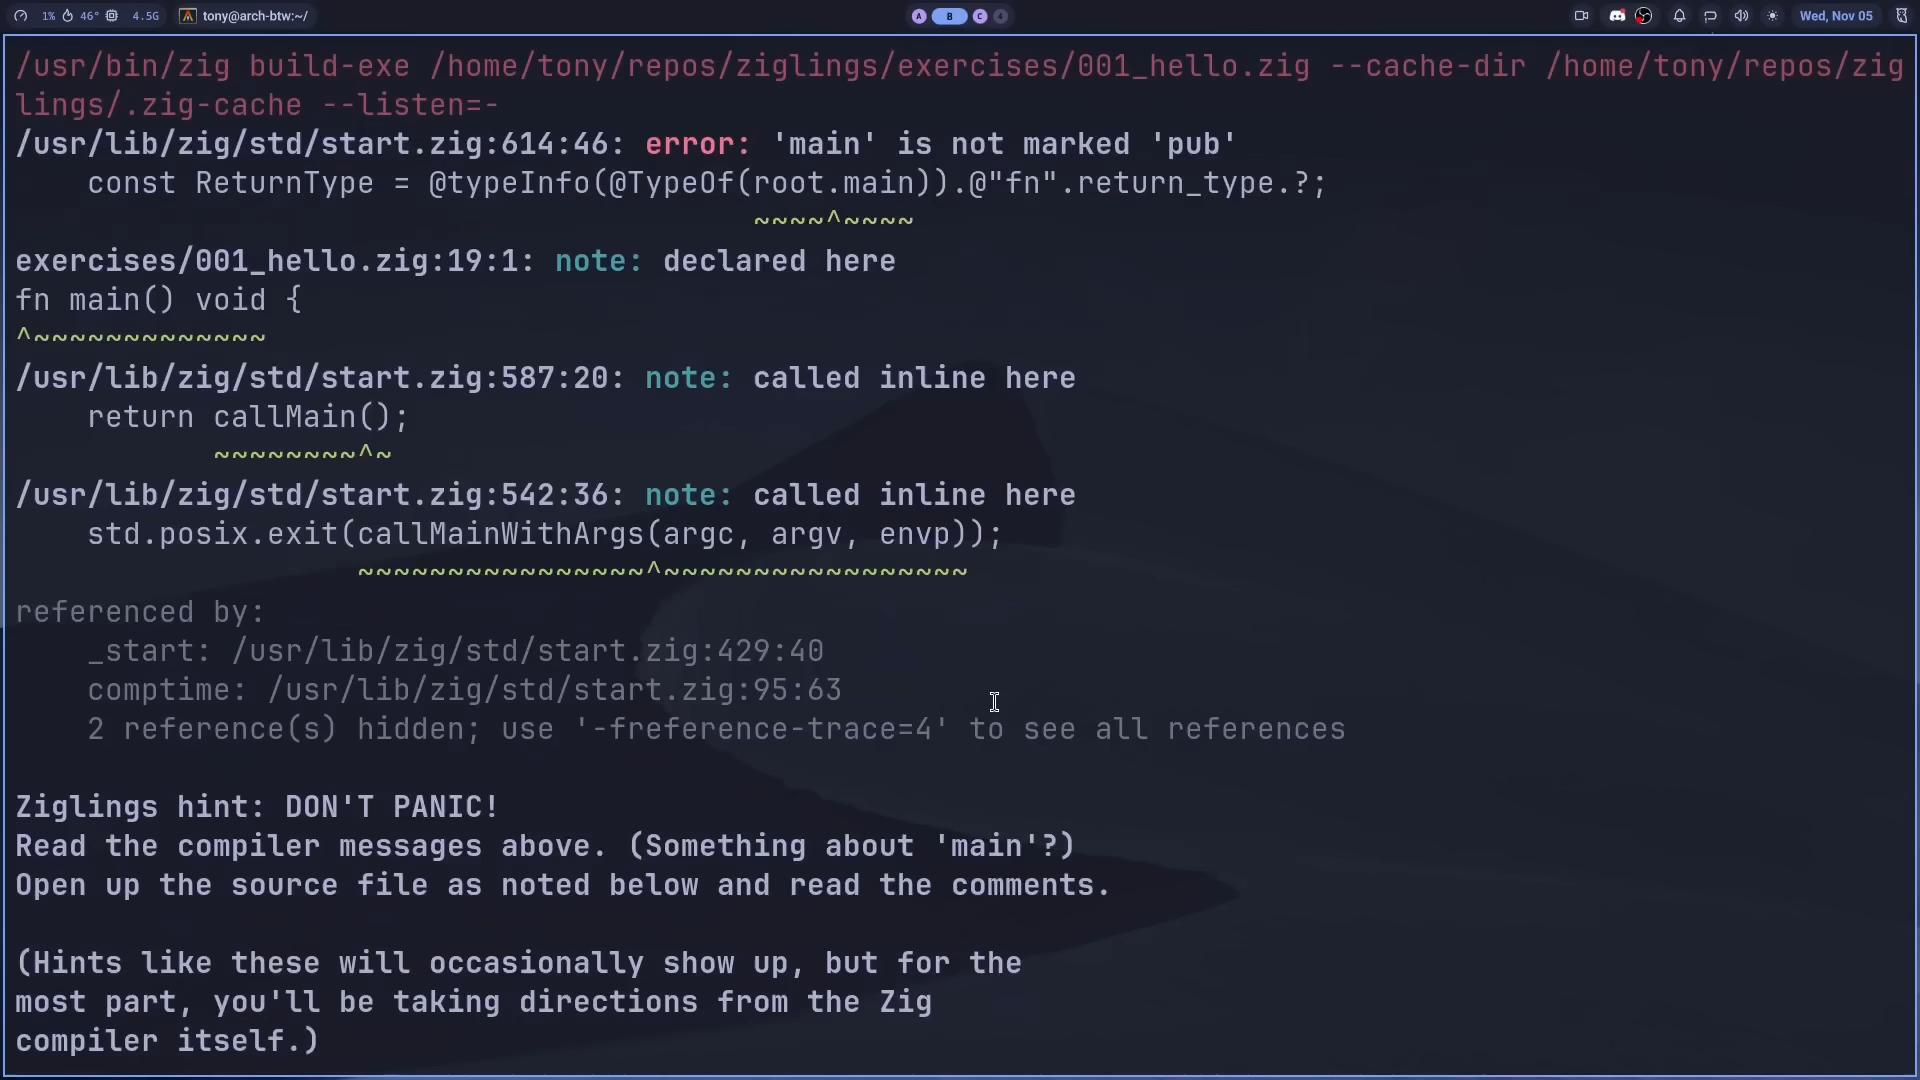 1% 46° 4.5G tony@arch-btw:~/ A B C 4 Wed, Nov 05
/usr/bin/zig build-exe /home/tony/repos/ziglings/exercises/001_hello.zig --cache-dir /home/tony/repos/zig
lings/.zig-cache --listen=-
/usr/lib/zig/std/start.zig:614:46: error: 'main' is not marked 'pub'
    const ReturnType = @typeInfo(@TypeOf(root.main)).@"fn".return_type.?;
                                         ~~~~^~~~~
exercises/001_hello.zig:19:1: note: declared here
fn main() void {
^~~~~~~~~~~~~~
/usr/lib/zig/std/start.zig:587:20: note: called inline here
    return callMain();
           ~~~~~~~~^~
/usr/lib/zig/std/start.zig:542:36: note: called inline here
    std.posix.exit(callMainWithArgs(argc, argv, envp));
                   ~~~~~~~~~~~~~~~~^~~~~~~~~~~~~~~~~~
referenced by:
    _start: /usr/lib/zig/std/start.zig:429:40
    comptime: /usr/lib/zig/std/start.zig:95:63
    2 reference(s) hidden; use '-freference-trace=4' to see all references

Ziglings hint: DON'T PANIC!
Read the compiler messages above. (Something about 'main'?)
Open up the source file as noted below and read the comments.

(Hints like these will occasionally show up, but for the
most part, you'll be taking directions from the Zig
compiler itself.)